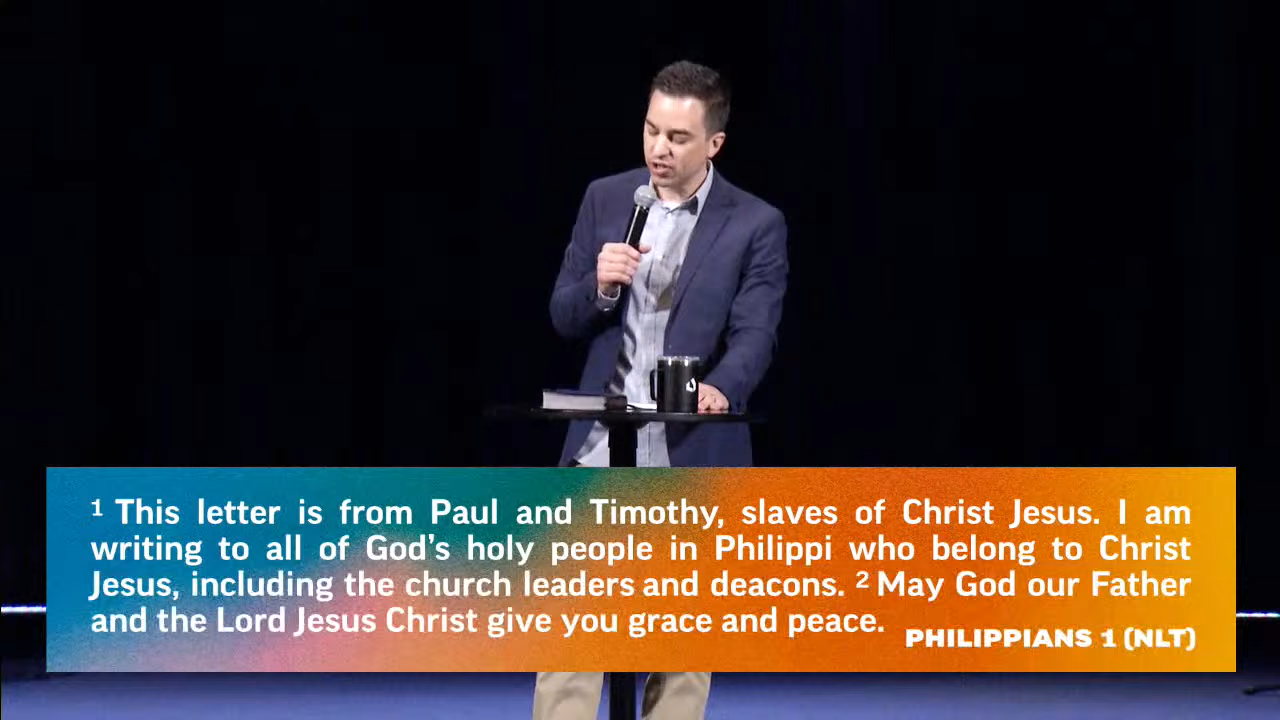 ¹ This letter is from Paul and Timothy, slaves of Christ Jesus. I am
writing to all of God's holy people in Philippi who belong to Christ
Jesus, including the church leaders and deacons. ² May God our Father
and the Lord Jesus Christ give you grace and peace.
PHILIPPIANS 1 (NLT)